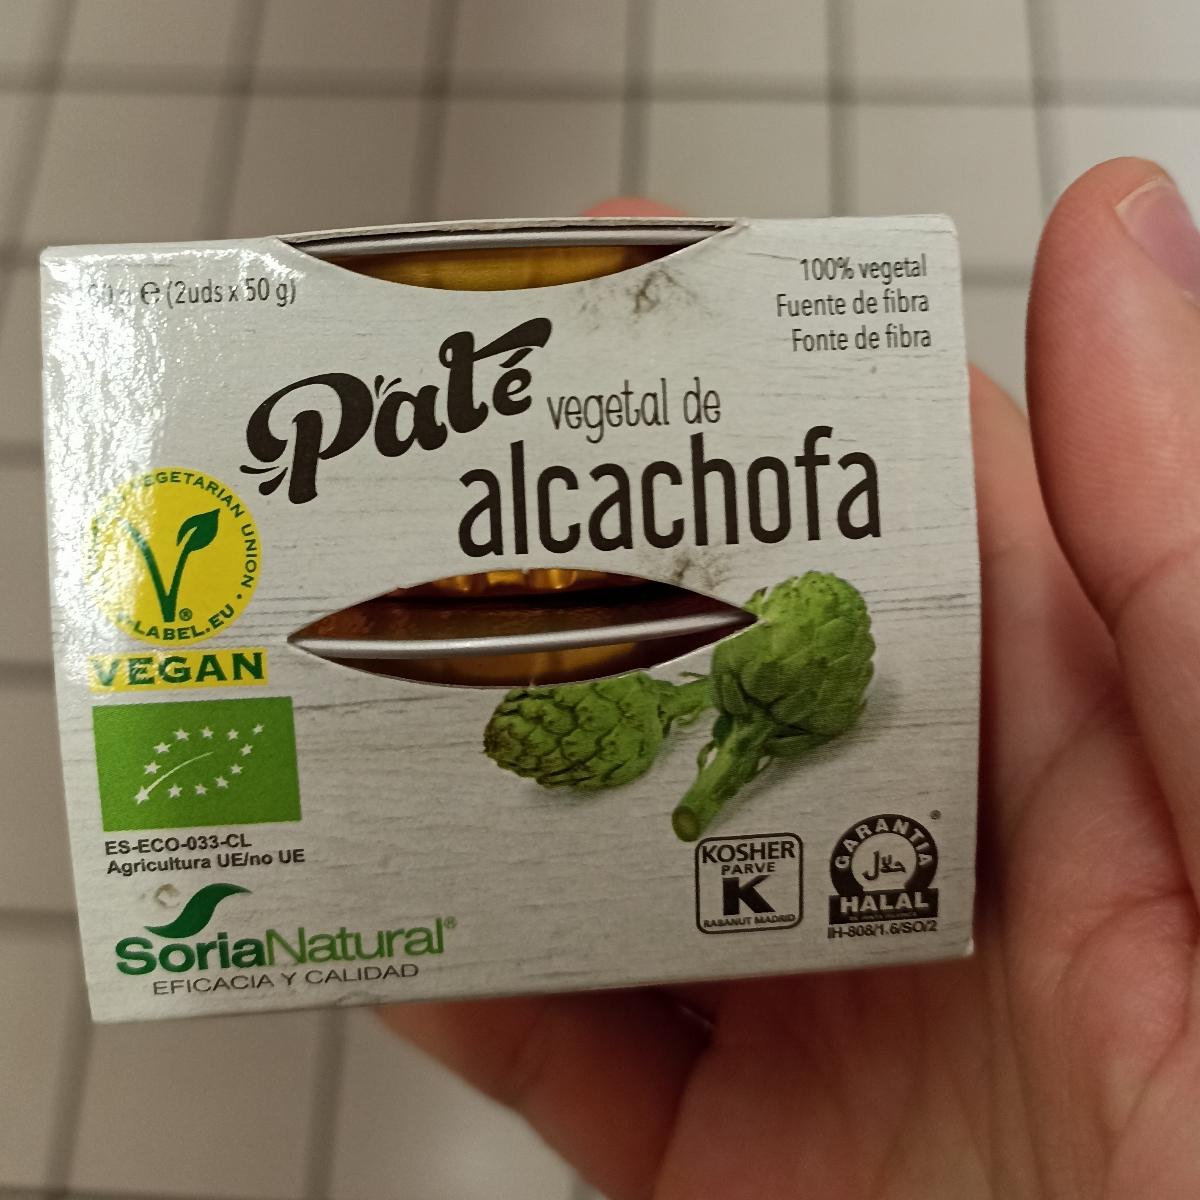 e (2uds x 50 g)
100% vegetal
Fuente de fibra
Fonte de fibra
Paté vegetal de
alcachofa
VEGETARIAN UNION • V-LABEL.EU •
®
VEGAN
ES-ECO-033-CL
Agricultura UE/no UE
SoriaNatural®
EFICACIA Y CALIDAD
KOSHER
PARVE
K
RABANUT MADRID
GARANTIA
®
حلال
HALAL
IH-808/1.6/SO/2